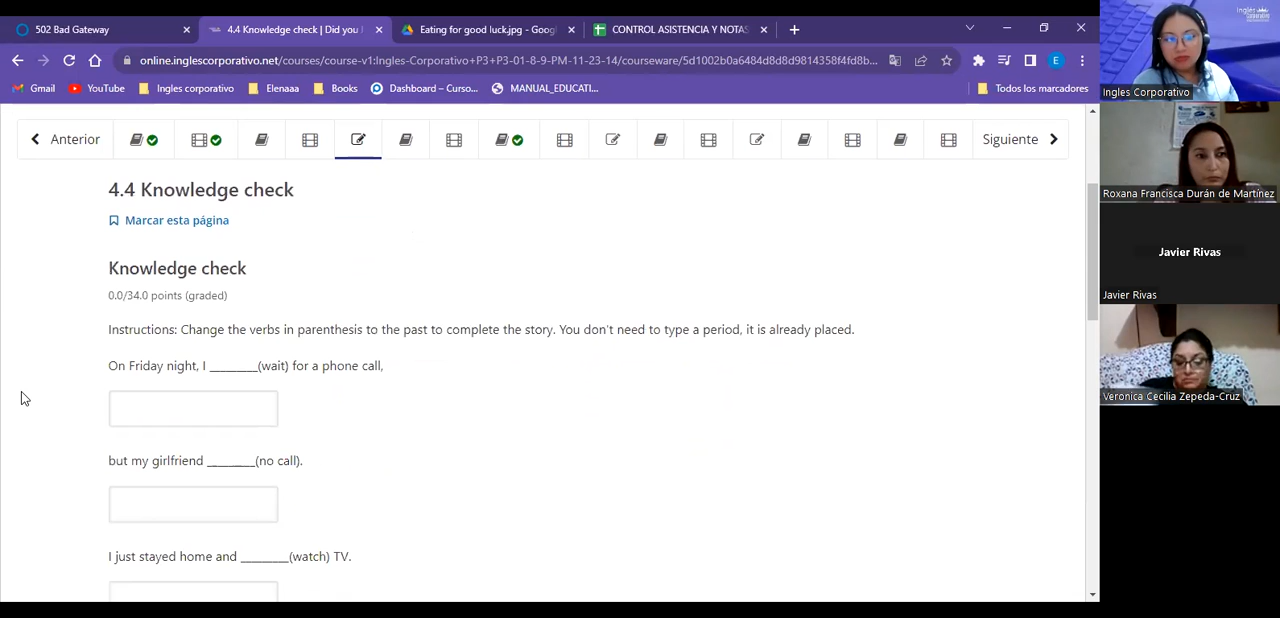 502 Bad Gateway
4.4 Knowledge check | Did you
Eating for good luck.jpg - Goog
CONTROL ASISTENCIA Y NOTAS
online.inglescorporativo.net/courses/course-v1:Ingles-Corporativo+P3+P3-01-8-9-PM-11-23-14/courseware/5d1002b0a6484d8d8d9814358f4fd8b...
E
Gmail
YouTube
Ingles corporativo
Elenaaa
Books
Dashboard – Curso...
MANUAL_EDUCATI...
Todos los marcadores
Anterior
Siguiente
4.4 Knowledge check
Marcar esta página
Knowledge check
0.0/34.0 points (graded)
Instructions: Change the verbs in parenthesis to the past to complete the story. You don't need to type a period, it is already placed.
On Friday night, I _______(wait) for a phone call,
but my girlfriend _______(no call).
I just stayed home and _______(watch) TV.
Ingles Corporativo
Roxana Francisca Durán de Martínez
Javier Rivas
Javier Rivas
Veronica Cecilia Zepeda-Cruz